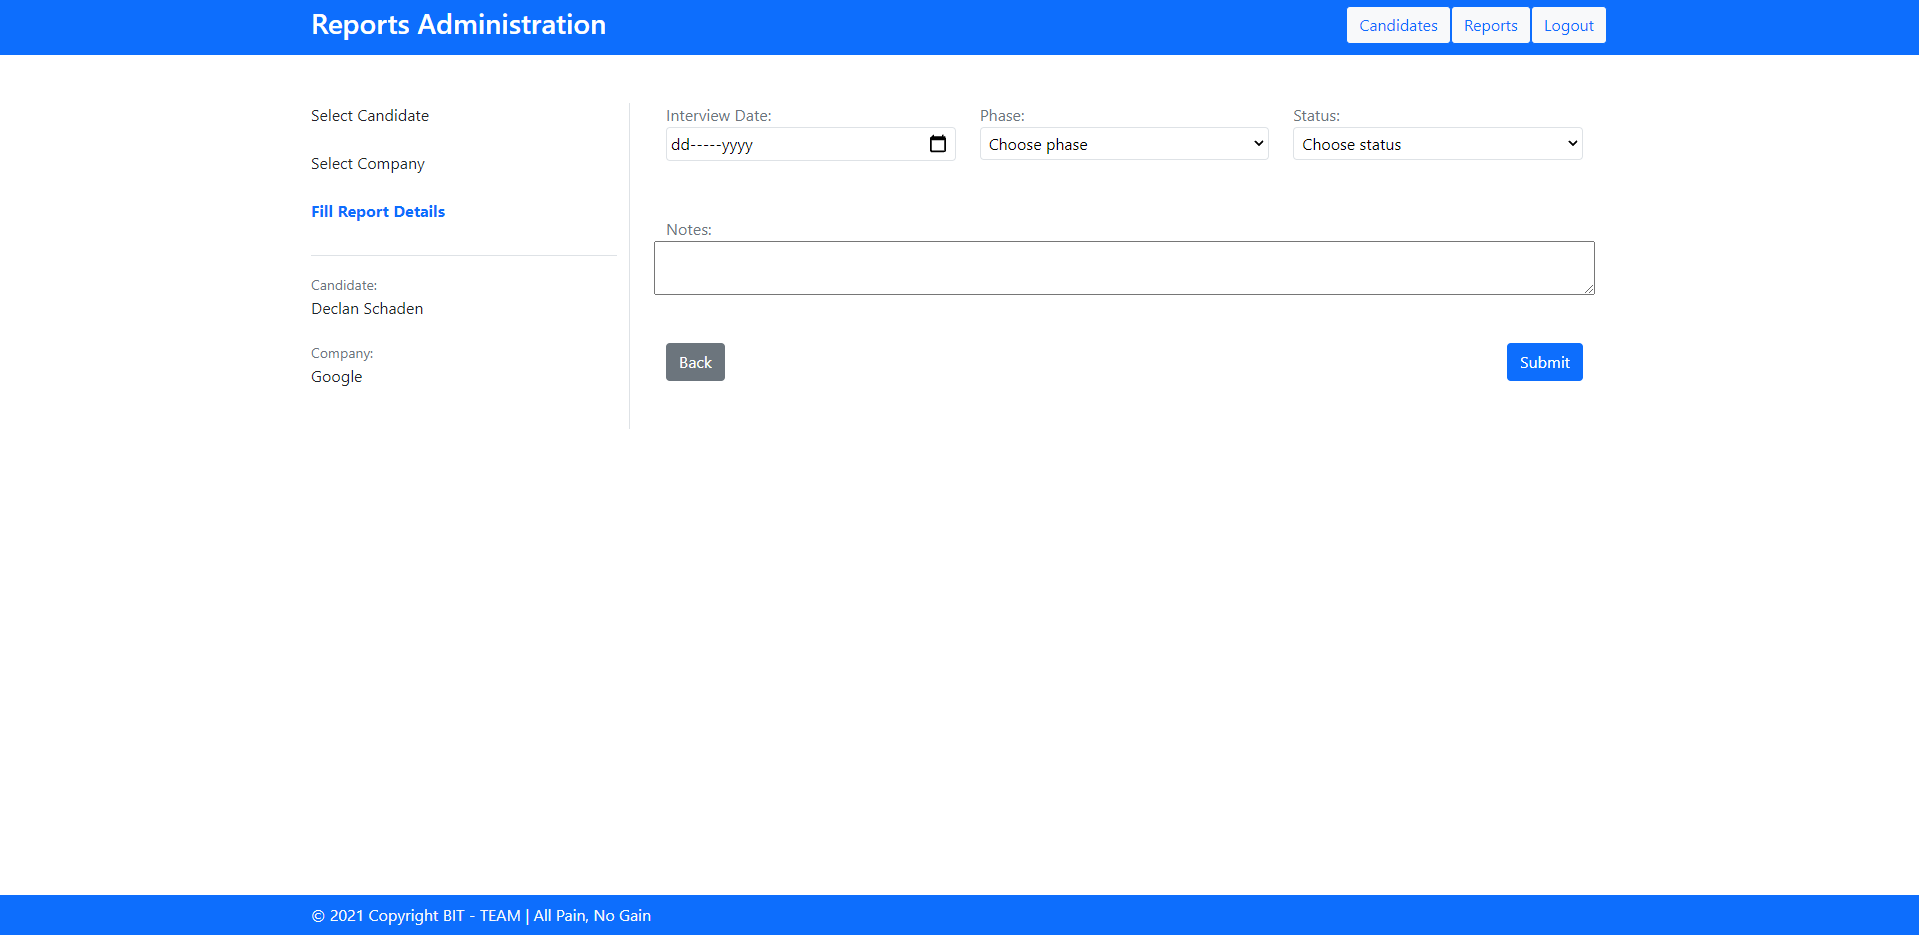 Reports Administration
Candidates
Reports
Logout
Select Candidate
Select Company
Fill Report Details
Candidate:
Declan Schaden
Company:
Google
Interview Date:
dd-----yyyy
Phase:
Choose phase
Status:
Choose status
Notes:
Back
Submit
© 2021 Copyright BIT - TEAM | All Pain, No Gain